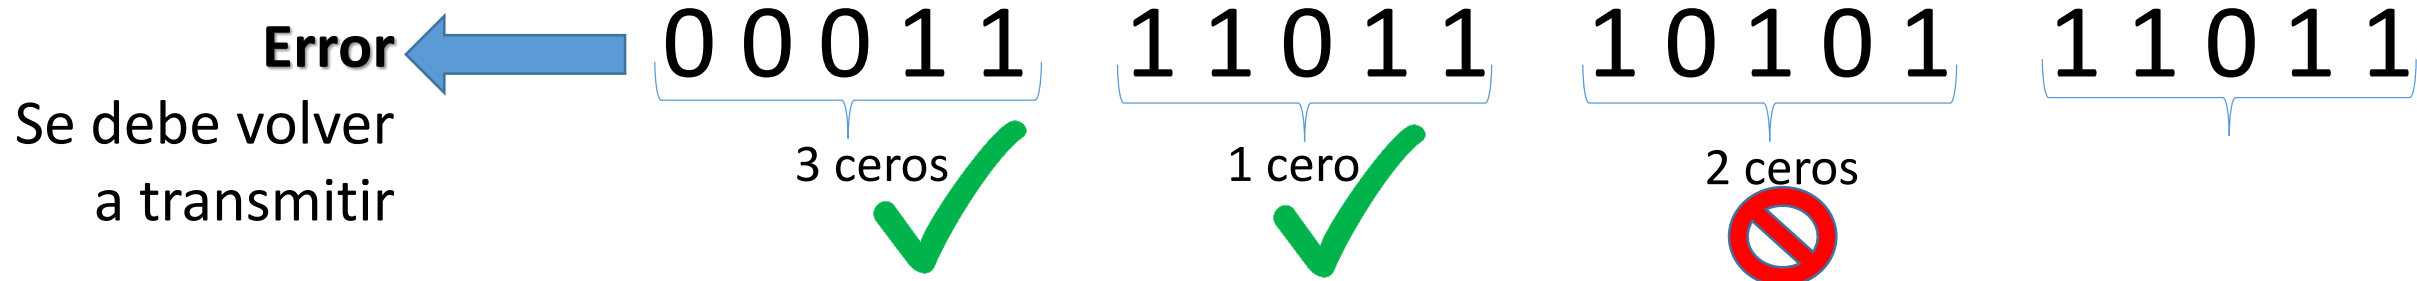 Error
Se debe volver
a transmitir
0 0 0 1 1
1 1 0 1 1
1 0 1 0 1
1 1 0 1 1
3 ceros
1 cero
2 ceros